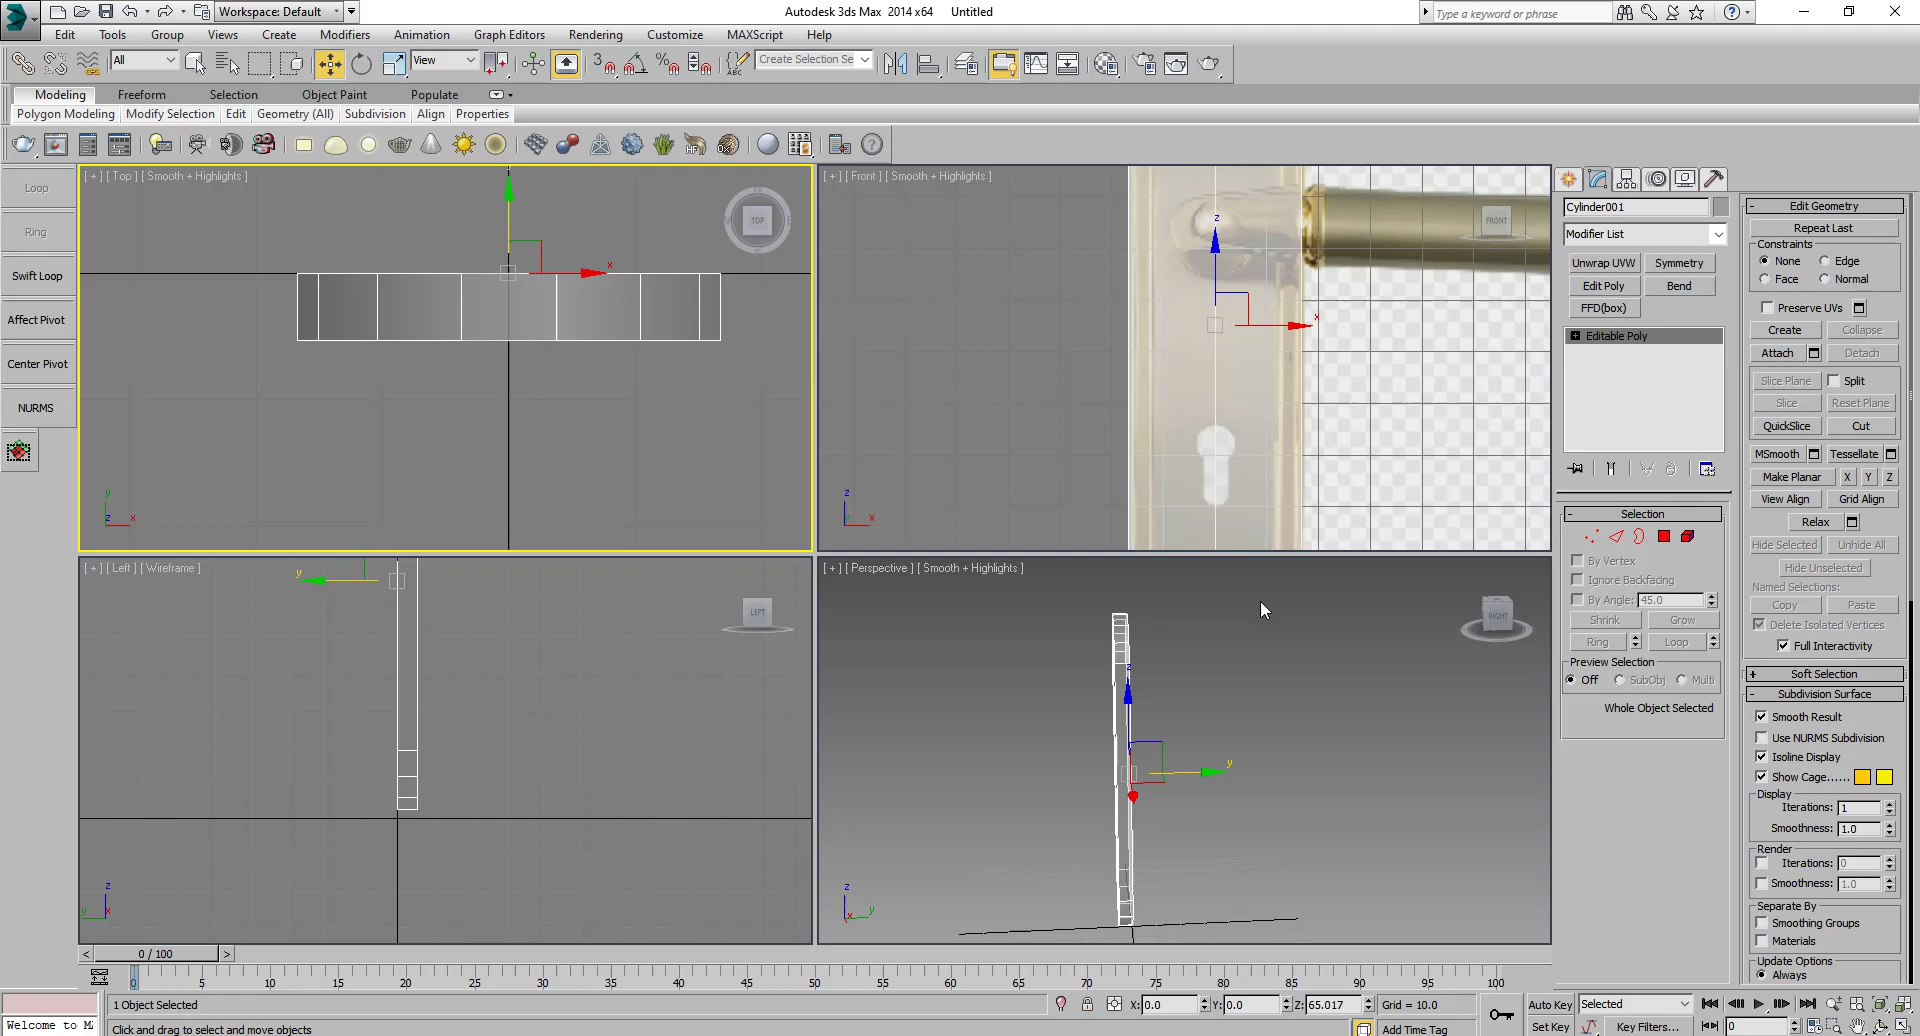 Workspace: Default
Autodesk 3ds Max 2014 x64 Untitled
Type a keyword or phrase
Edit Tools Group Views Create Modifiers Animation Graph Editors Rendering Customize MAXScript Help
All View Create Selection Se
Modeling Freeform Selection Object Paint Populate
Polygon Modeling Modify Selection Edit Geometry (All) Subdivision Align Properties
Loop
Ring
Swift Loop
Affect Pivot
Center Pivot
NURMS
[ + ] [ Top ] [ Smooth + Highlights ]
TOP
y
x
z
x
[ + ] [ Front ] [ Smooth + Highlights ]
FRONT
z
x
z
x
[ + ] [ Left ] [ Wireframe ]
LEFT
y
z
y
x
[ + ] [ Perspective ] [ Smooth + Highlights ]
RIGHT
z
y
z
x
y
Cylinder001
Modifier List
Unwrap UVW Symmetry
Edit Poly Bend
FFD(box)
Editable Poly
Selection
By Vertex
Ignore Backfacing
By Angle: 45.0
Shrink Grow
Ring Loop
Preview Selection
Off SubObj Multi
Whole Object Selected
Edit Geometry
Repeat Last
Constraints
None Edge
Face Normal
Preserve UVs
Create Collapse
Attach Detach
Slice Plane Split
Slice Reset Plane
QuickSlice Cut
MSmooth Tessellate
Make Planar X Y Z
View Align Grid Align
Relax
Hide Selected Unhide All
Hide Unselected
Named Selections:
Copy Paste
Delete Isolated Vertices
Full Interactivity
Soft Selection
Subdivision Surface
Smooth Result
Use NURMS Subdivision
Isoline Display
Show Cage......
Display
Iterations: 1
Smoothness: 1.0
Render
Iterations: 0
Smoothness: 1.0
Separate By
Smoothing Groups
Materials
Update Options
Always
< 0 / 100 >
0 5 10 15 20 25 30 35 40 45 50 55 60 65 70 75 80 85 90 95 100
1 Object Selected X: 0.0 Y: 0.0 Z: 65.017 Grid = 10.0 Auto Key Selected
Welcome to MA Click and drag to select and move objects Add Time Tag Set Key Key Filters... 0